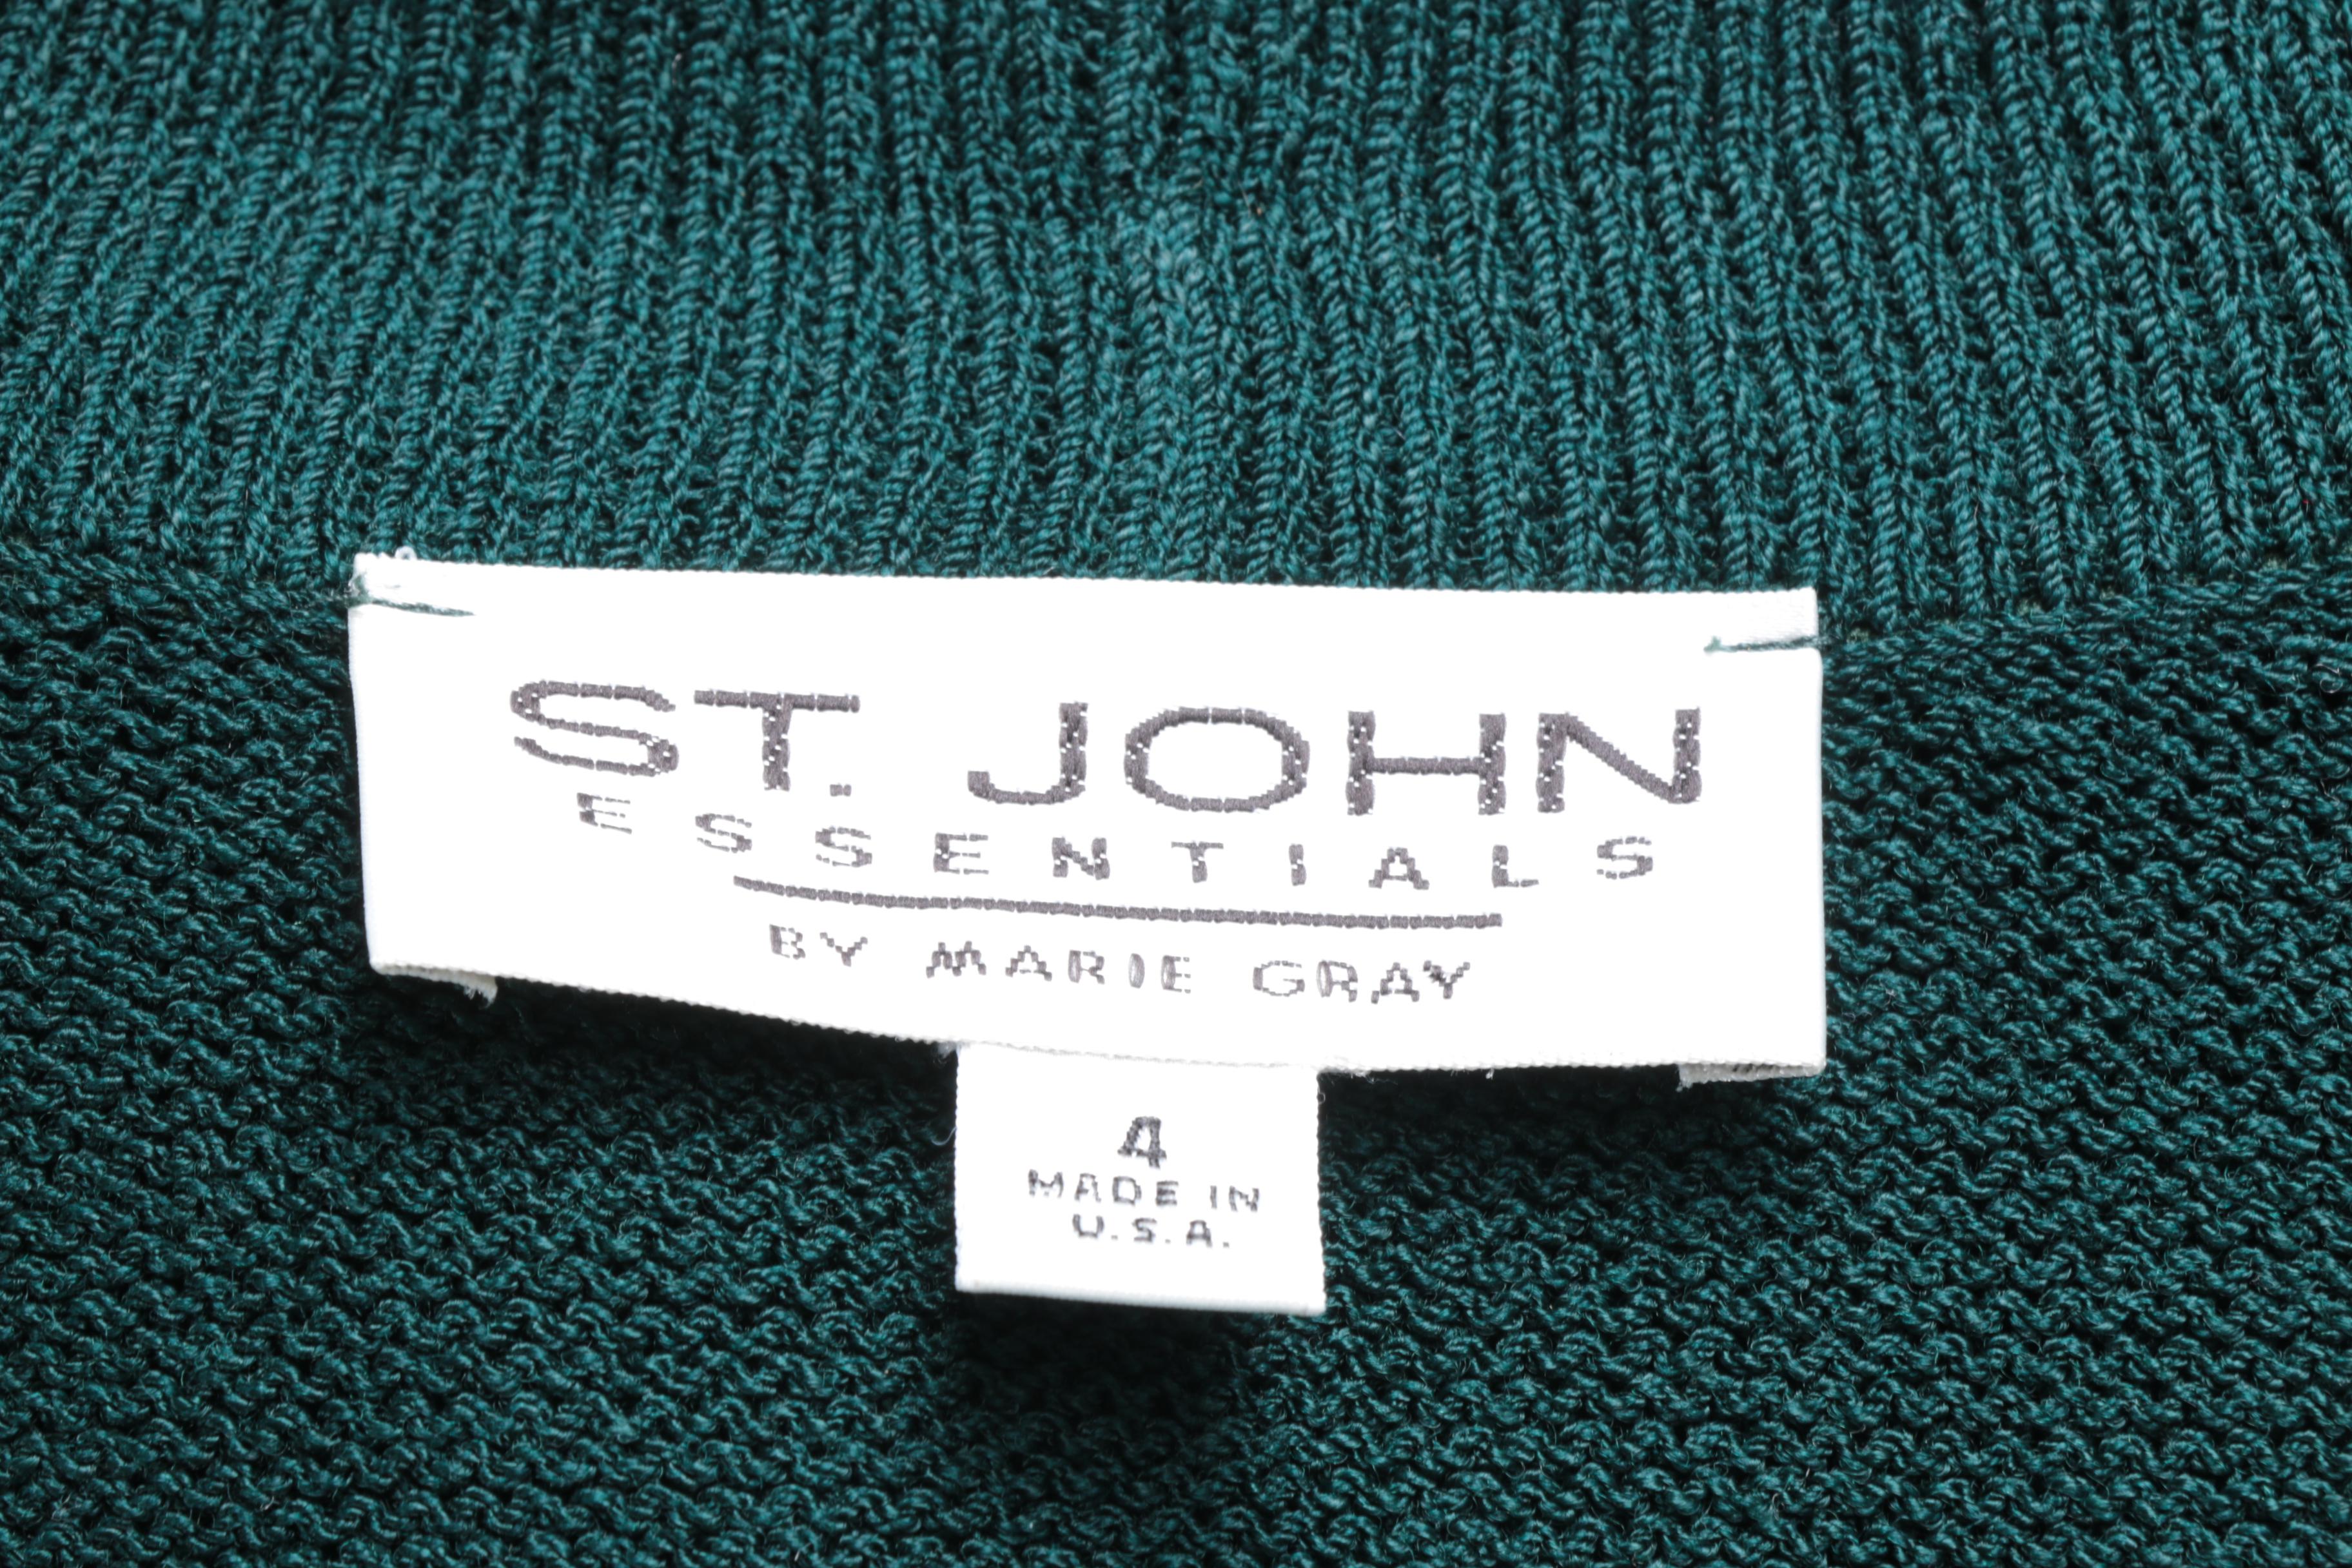 ST. JOHN
ESSENTIALS
BY MARIE GRAY
4
MADE IN
U.S.A.